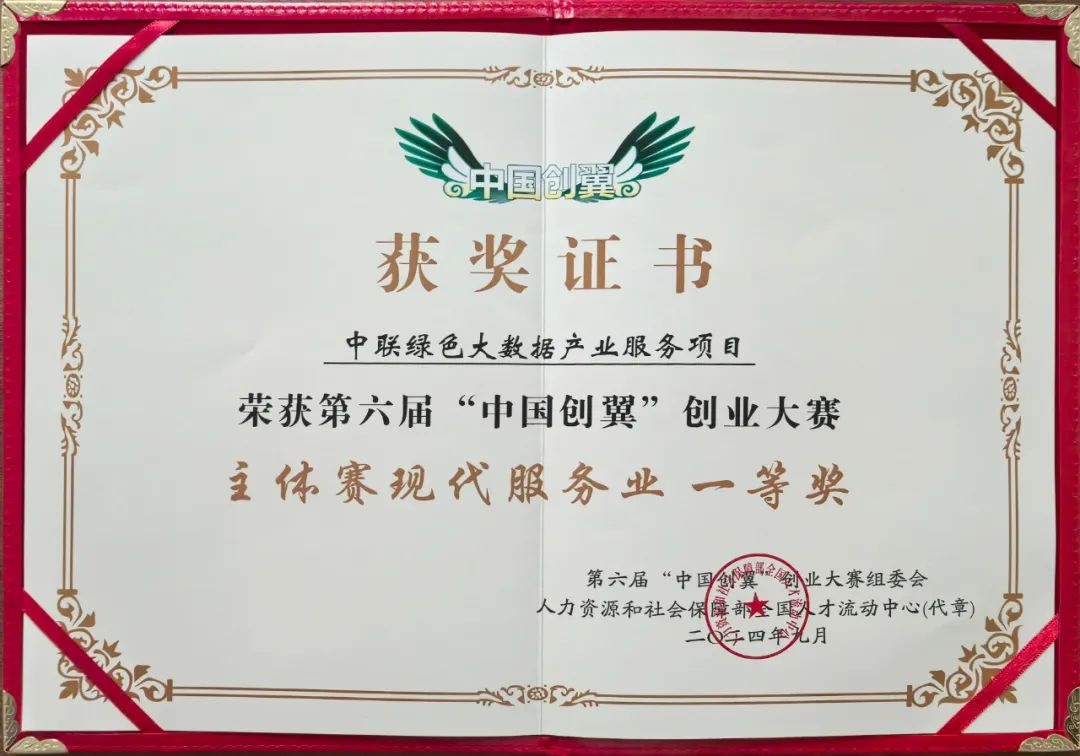 中国创翼
获奖证书
中联绿色大数据产业服务项目
荣获第六届“中国创翼”创业大赛
主体赛现代服务业 一等奖
第六届“中国创翼”创业大赛组委会
人力资源和社会保障部全国人才流动中心(代章)
二〇二四年九月